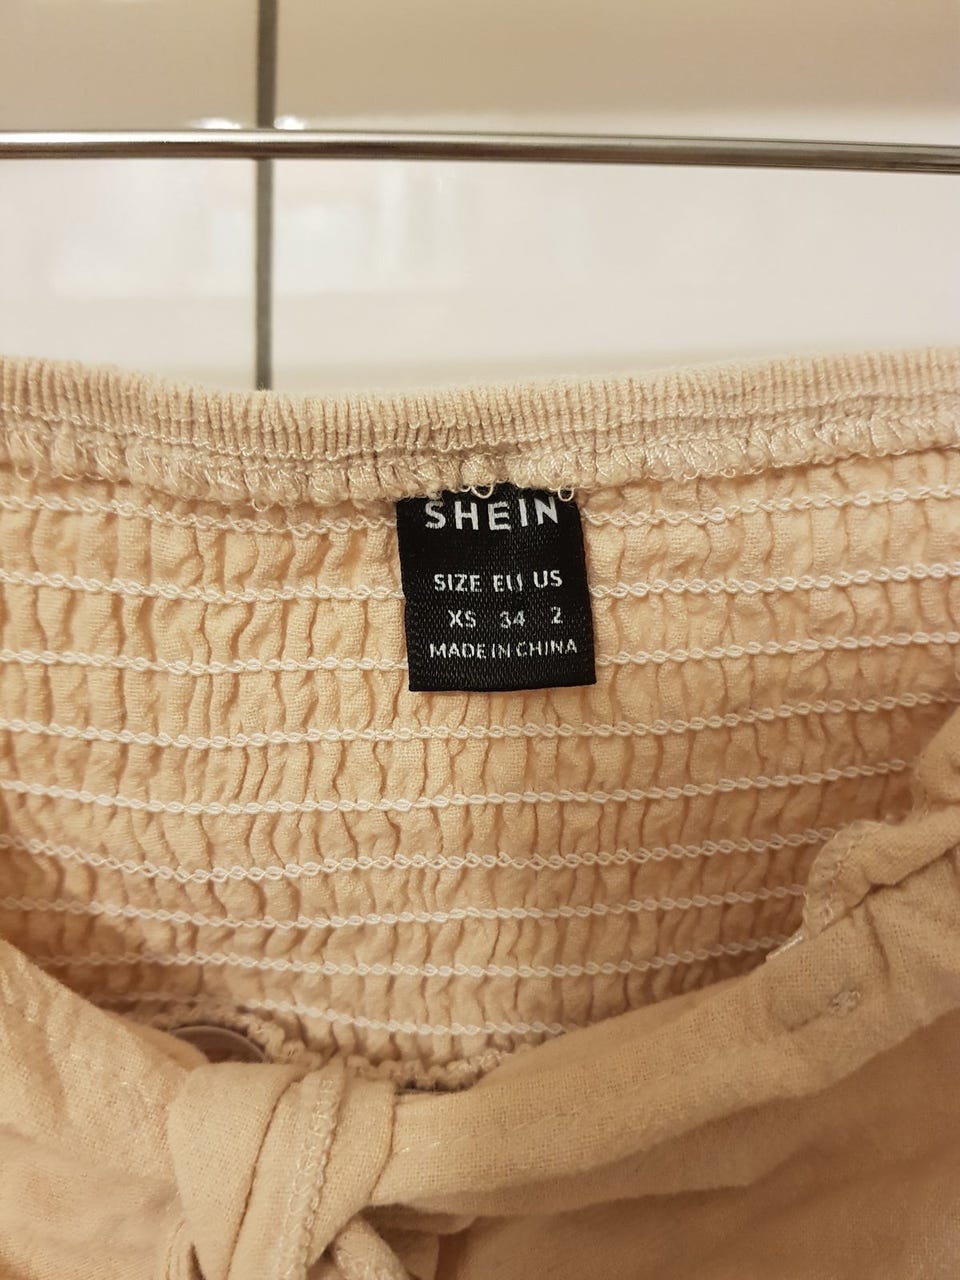 SHEIN
SIZE EU US
XS 34 2
MADE IN CHINA